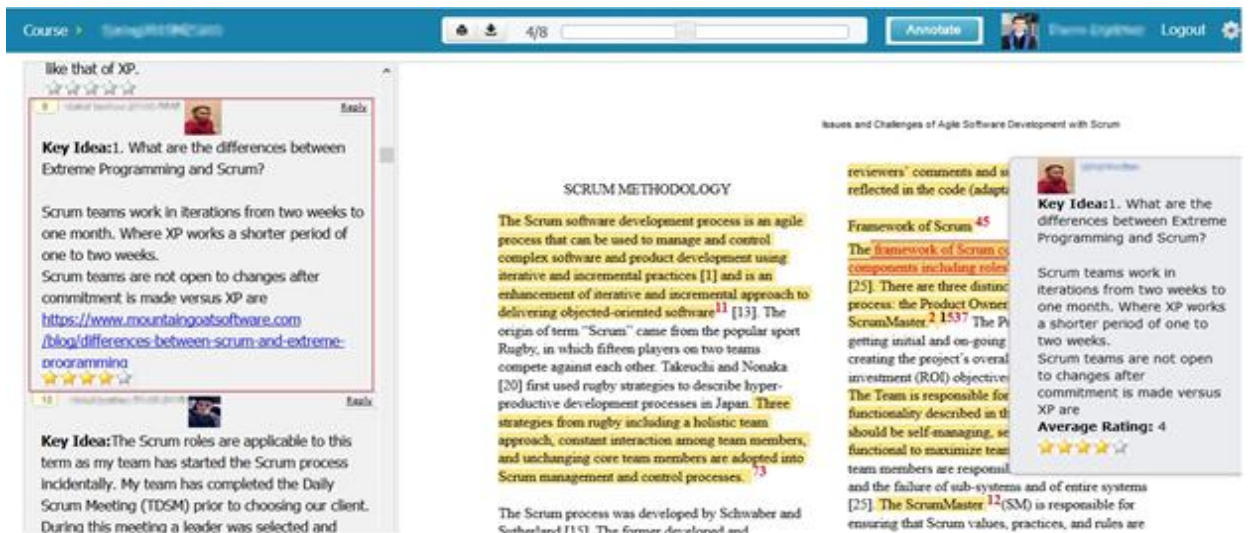 Course
4/8
Annotate
Logout
like that of XP.
Reply
Key Idea:1. What are the differences between
Extreme Programming and Scrum?
Scrum teams work in iterations from two weeks to
one month. Where XP works a shorter period of
one to two weeks.
Scrum teams are not open to changes after
commitment is made versus XP are
https://www.mountaingoatsoftware.com
/blog/differences-between-scrum-and-extreme-
programming
Reply
Key Idea:The Scrum roles are applicable to this
term as my team has started the Scrum process
incidentally. My team has completed the Daily
Scrum Meeting (TDSM) prior to choosing our client.
During this meeting a leader was selected and
Issues and Challenges of Agile Software Development with Scrum
SCRUM METHODOLOGY
The Scrum software development process is an agile
process that can be used to manage and control
complex software and product development using
iterative and incremental practices [1] and is an
enhancement of iterative and incremental approach to
delivering objected-oriented software 11 [13]. The
origin of term "Scrum" came from the popular sport
Rugby, in which fifteen players on two teams
compete against each other. Takeuchi and Nonaka
[20] first used rugby strategies to describe hyper-
productive development processes in Japan. Three
strategies from rugby including a holistic team
approach, constant interaction among team members,
and unchanging core team members are adopted into
Scrum management and control processes. 73
The Scrum process was developed by Schwaber and
Sutherland [15]. The former developed and
reviewers' comments and
reflected in the code
Framework of Scrum 45
The framework of Scrum
components including roles
[25]. There are three
process: the Product Owner
ScrumMaster. 2 1537 The
getting initial and on-going
creating the project's
investment (ROI)
The Team is responsible for
functionality described in
should be self-managing,
functional to maximize team
team members are
and the failure of sub-systems and of entire systems
[25]. The ScrumMaster 12 (SM) is responsible for
ensuring that Scrum values, practices, and rules are
Key Idea:1. What are the
differences between Extreme
Programming and Scrum?
Scrum teams work in
iterations from two weeks to
one month. Where XP works
a shorter period of one to
two weeks.
Scrum teams are not open
to changes after
commitment is made versus
XP are
Average Rating: 4